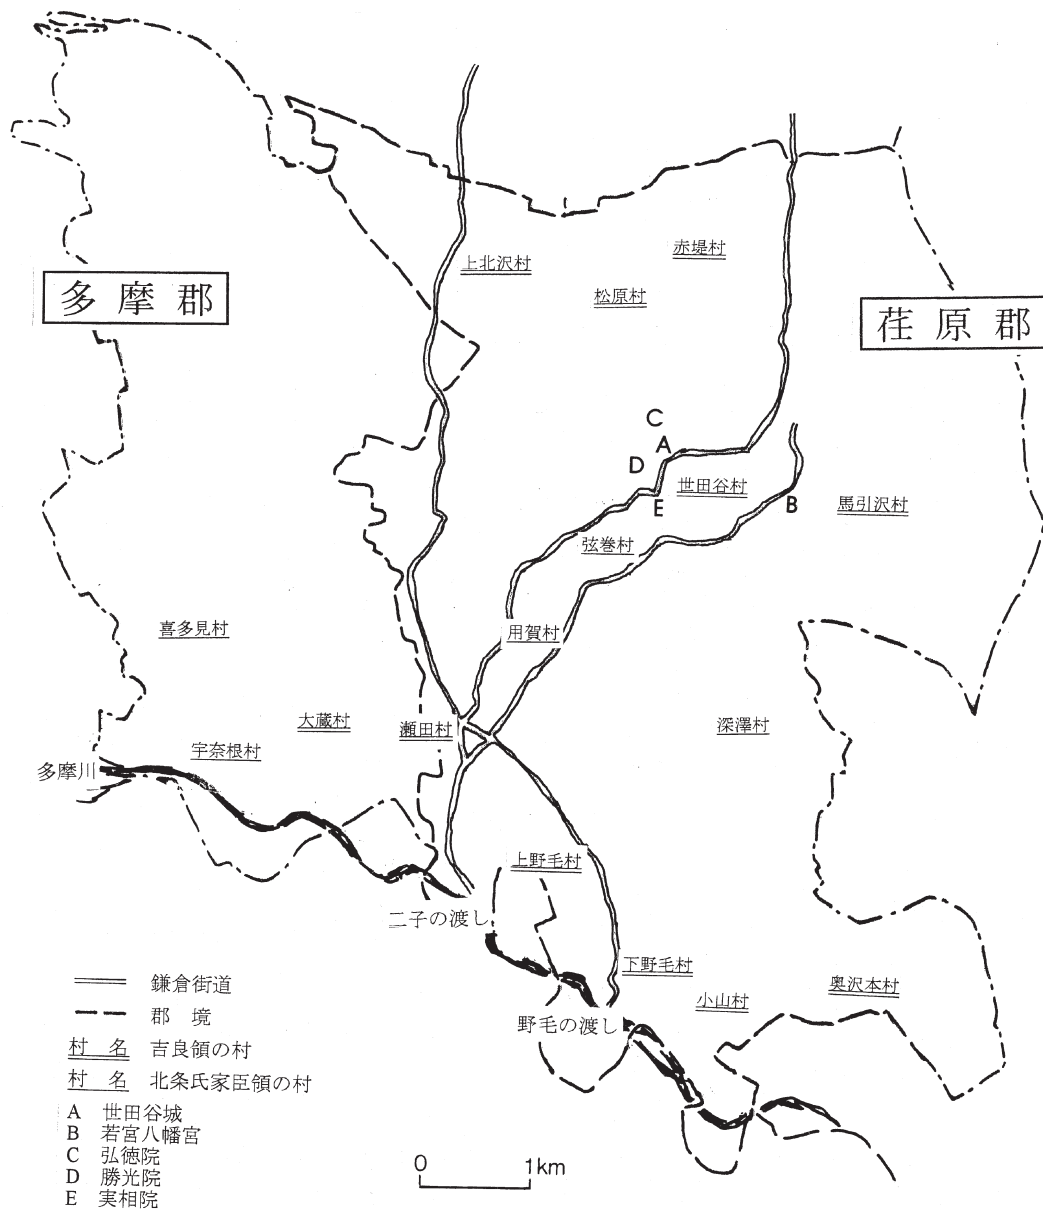 赤堤村
上北沢村
松原村
多摩郡
荏原郡
C
A
D
世田谷村
E
B
馬引沢村
弦巻村
喜多見村
用賀村
大蔵村
瀬田村
深澤村
宇奈根村
多摩川
上野毛村
二子の渡し
下野毛村
奥沢本村
小山村
野毛の渡し
鎌倉街道
郡 境
村 名 吉良領の村
村 名 北条氏家臣領の村
A 世田谷城
B 若宮八幡宮
C 弘徳院
D 勝光院
E 実相院
0 1km